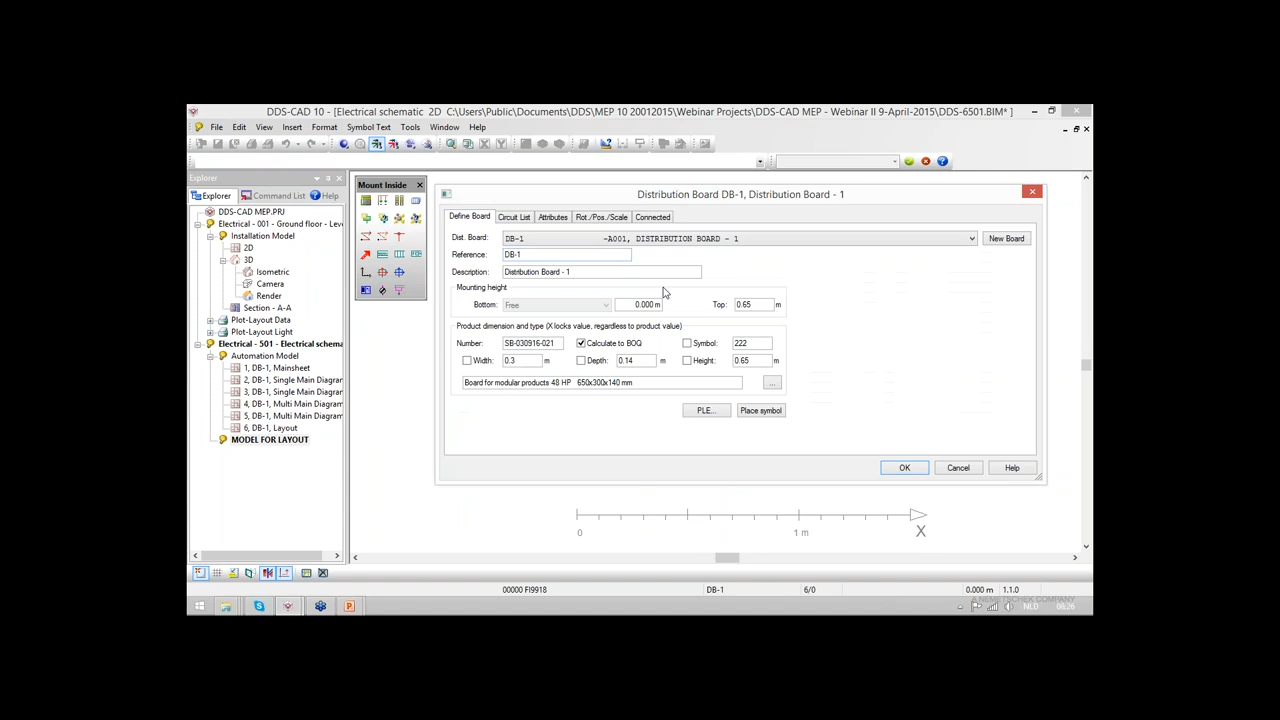 DDS-CAD 10 - [Electrical schematic 2D C:\Users\Public\Documents\DDS\MEP 10 20012015\Webinar Projects\DDS-CAD MEP - Webinar II 9-April-2015\DDS-6501.BIM* ]
File Edit View Insert Format Symbol Text Tools Window Help
Explorer
Explorer Command List Help
DDS-CAD MEP.PRJ
Electrical - 001 - Ground floor - Leve
Installation Model
2D
3D
Isometric
Camera
Render
Section - A-A
Plot-Layout Data
Plot-Layout Light
Electrical - 501 - Electrical schema
Automation Model
1, DB-1, Mainsheet
2, DB-1, Single Main Diagram
3, DB-1, Single Main Diagram
4, DB-1, Multi Main Diagram
5, DB-1, Multi Main Diagram
6, DB-1, Layout
MODEL FOR LAYOUT
Mount Inside
Distribution Board DB-1, Distribution Board - 1
Define Board Circuit List Attributes Rot./Pos./Scale Connected
Dist. Board: DB-1 -A001, DISTRIBUTION BOARD - 1 New Board
Reference: DB-1
Description: Distribution Board - 1
Mounting height
Bottom: Free 0.000 m Top: 0.65 m
Product dimension and type (X locks value, regardless to product value)
Number: SB-030916-021 Calculate to BOQ Symbol: 222
Width: 0.3 m Depth: 0.14 m Height: 0.65 m
Board for modular products 48 HP 650x300x140 mm ...
PLE... Place symbol
OK Cancel Help
0 1 m X
00000 FI9918 DB-1 6/0 0.000 m 1.1.0
A NEMETSCHEK COMPANY
NLD 08:26